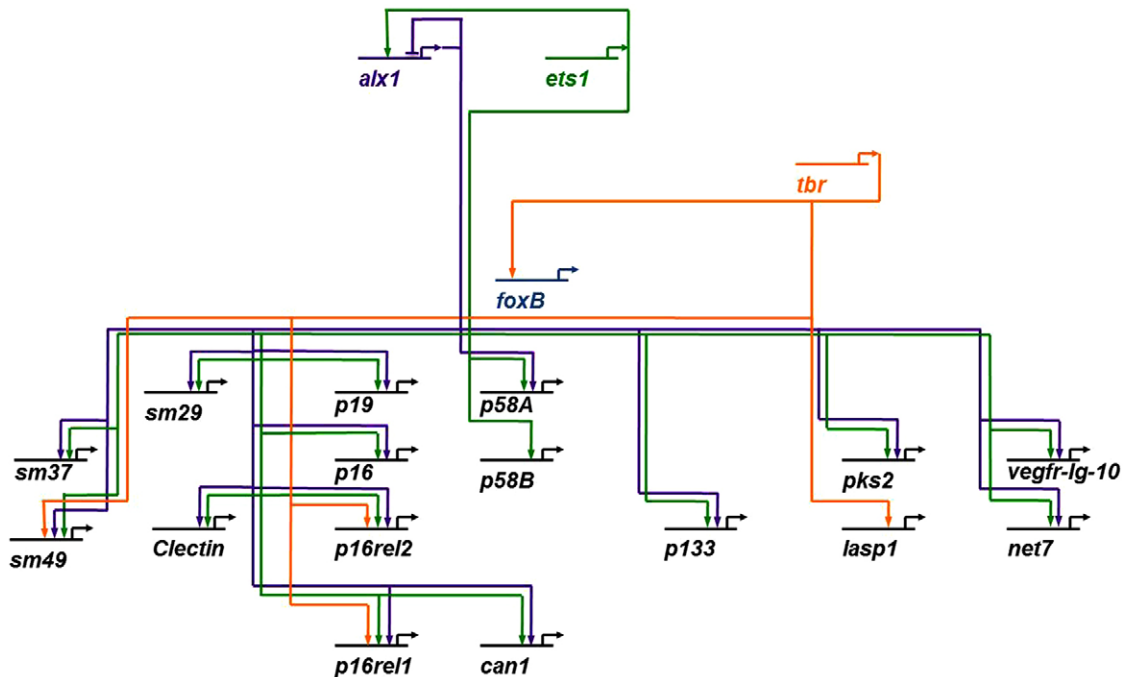 alx1
ets1
tbr
foxB
sm29
p19
p58A
sm37
p16
p58B
pks2
vegfr-Ig-10
sm49
Clectin
p16rel2
p133
lasp1
net7
p16rel1
can1